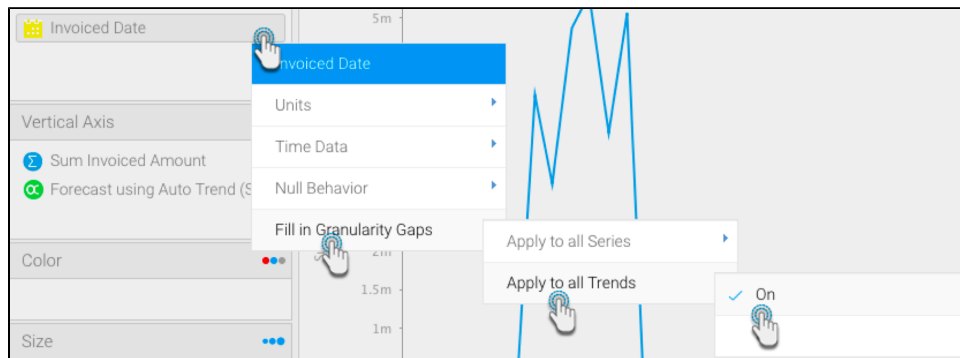 Invoiced Date
5m
Invoiced Date
Units
Time Data
Null Behavior
Fill in Granularity Gaps
Vertical Axis
Sum Invoiced Amount
Forecast using Auto Trend (S
Color
2m
1.5m
1m
Size
Apply to all Series
Apply to all Trends
On